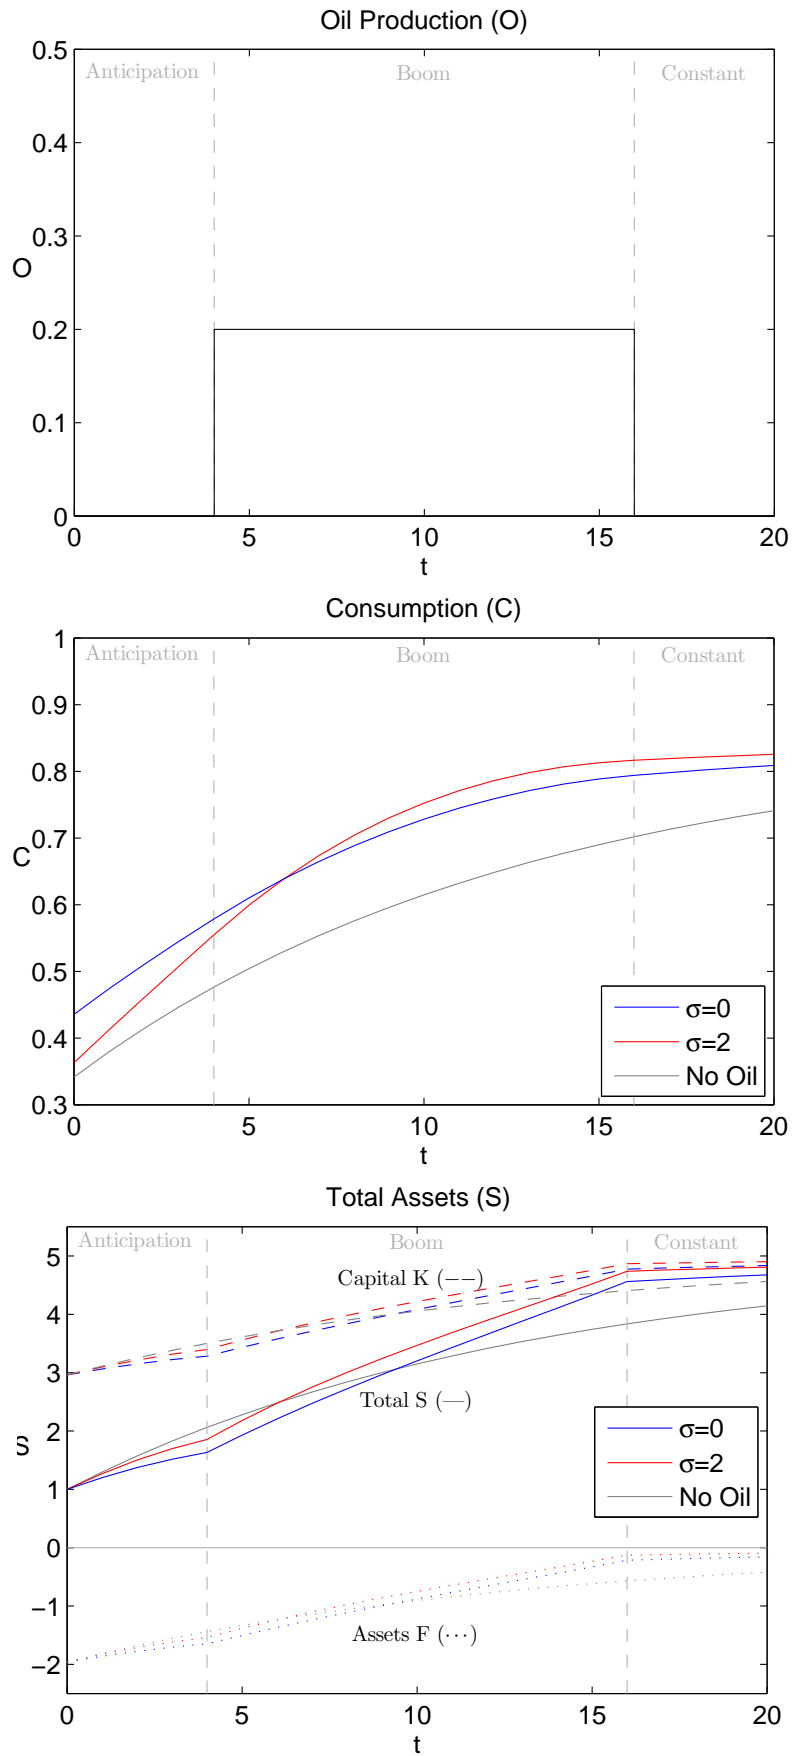 Oil Production (O)
Anticipation Boom Constant
0.5
0.4
0.3
O
0.2
0.1
0
0 5 10 15 20
t
Consumption (C)
Anticipation Boom Constant
1
0.9
0.8
0.7
C
0.6
0.5
0.4
0.3
σ=0
σ=2
No Oil
0 5 10 15 20
t
Total Assets (S)
Anticipation Boom Constant
5
Capital K (−−)
4
3
Total S (—)
2
S
1
σ=0
σ=2
No Oil
0
−1
Assets F (···)
−2
0 5 10 15 20
t